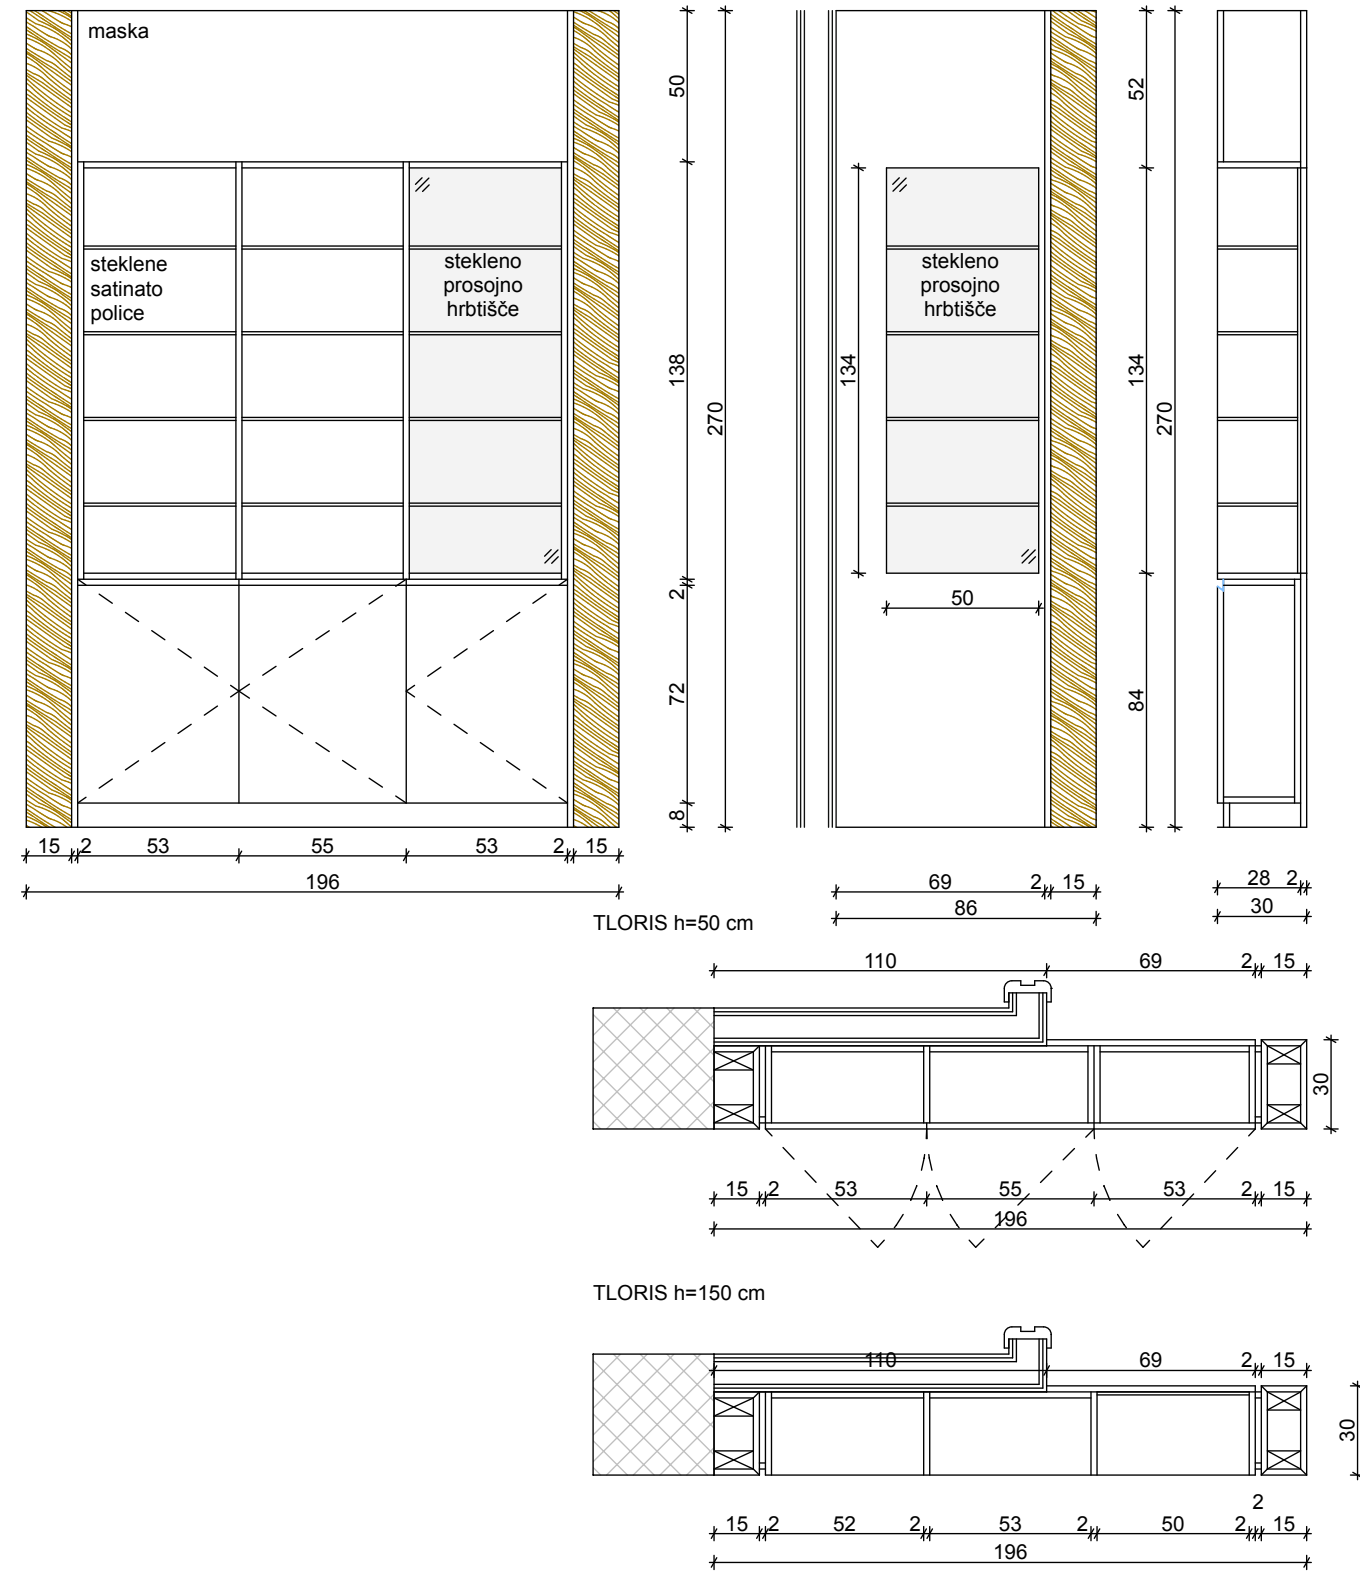 maska
steklene
satinato
police
stekleno
prosojno
hrbtišče
50
138
2
72
8
270
15 2 53 55 53 2 15
196
stekleno
prosojno
hrbtišče
134
50
52
134
84
270
69 2 15
86
28 2
30
TLORIS h=50 cm
110 69 2 15
30
15 2 53 55 53 2 15
196
TLORIS h=150 cm
110 69 2 15
30
2
15 2 52 2 53 2 50 2 15
196